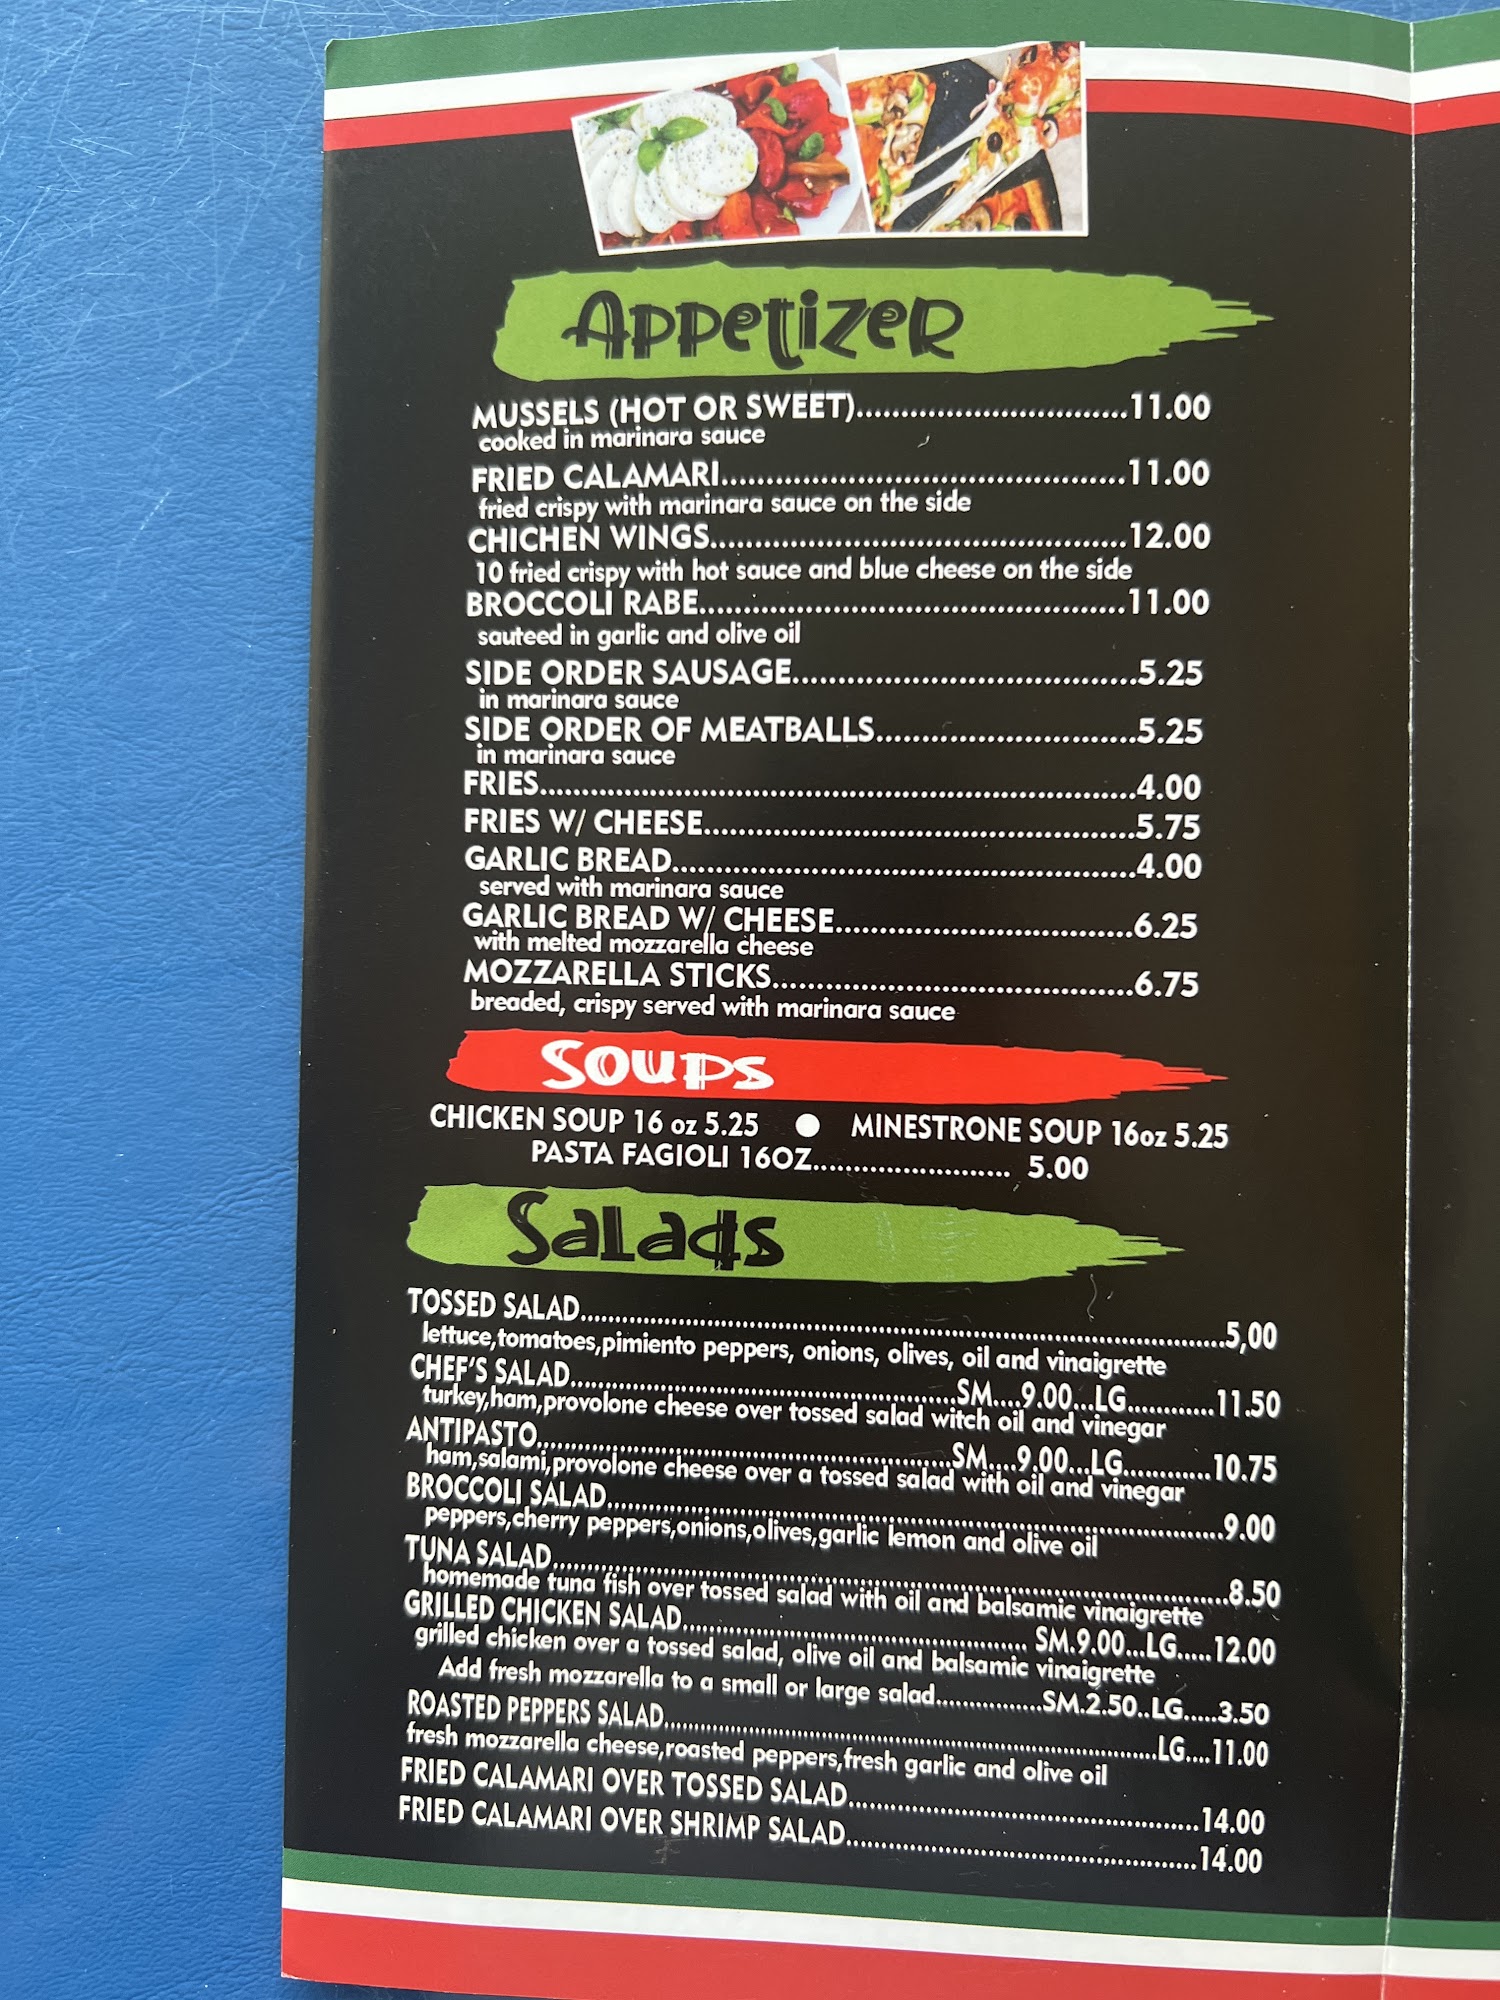 Appetizer
MUSSELS (HOT OR SWEET)..............................11.00
cooked in marinara sauce
FRIED CALAMARI.............................................11.00
fried crispy with marinara sauce on the side
CHICHEN WINGS..............................................12.00
10 fried crispy with hot sauce and blue cheese on the side
BROCCOLI RABE...............................................11.00
sauteed in garlic and olive oil
SIDE ORDER SAUSAGE......................................5.25
in marinara sauce
SIDE ORDER OF MEATBALLS.............................5.25
in marinara sauce
FRIES..................................................................4.00
FRIES W/ CHEESE................................................5.75
GARLIC BREAD...................................................4.00
served with marinara sauce
GARLIC BREAD W/ CHEESE.................................6.25
with melted mozzarella cheese
MOZZARELLA STICKS........................................6.75
breaded, crispy served with marinara sauce
Soups
CHICKEN SOUP 16 oz 5.25 ● MINESTRONE SOUP 16oz 5.25
PASTA FAGIOLI 16OZ....................... 5.00
Salads
TOSSED SALAD..................................................................................5,00
lettuce,tomatoes,pimiento peppers, onions, olives, oil and vinaigrette
CHEF'S SALAD..................................................SM....9.00...LG............11.50
turkey,ham,provolone cheese over tossed salad witch oil and vinegar
ANTIPASTO......................................................SM....9.00...LG............10.75
ham,salami,provolone cheese over a tossed salad with oil and vinegar
BROCCOLI SALAD..............................................................................9.00
peppers,cherry peppers,onions,olives,garlic lemon and olive oil
TUNA SALAD.....................................................................................8.50
homemade tuna fish over tossed salad with oil and balsamic vinaigrette
GRILLED CHICKEN SALAD............................................. SM.9.00...LG.....12.00
grilled chicken over a tossed salad, olive oil and balsamic vinaigrette
Add fresh mozzarella to a small or large salad................SM.2.50..LG.....3.50
ROASTED PEPPERS SALAD................................................................LG....11.00
fresh mozzarella cheese,roasted peppers,fresh garlic and olive oil
FRIED CALAMARI OVER TOSSED SALAD..............................................14.00
FRIED CALAMARI OVER SHRIMP SALAD..............................................14.00